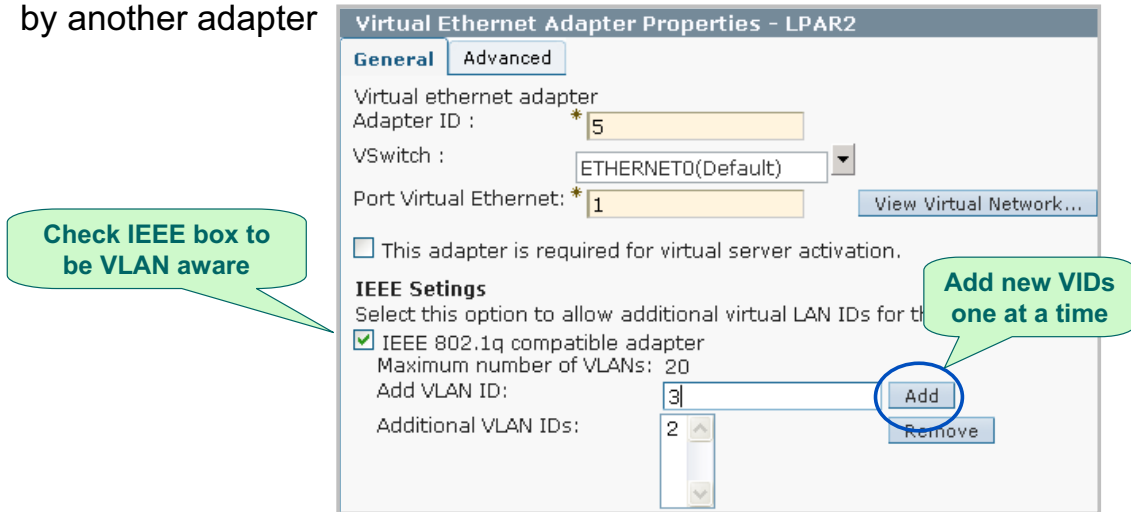 by another adapter
Virtual Ethernet Adapter Properties - LPAR2
General Advanced
Virtual ethernet adapter
Adapter ID : * 5
VSwitch : ETHERNET0(Default)
Port Virtual Ethernet: * 1 View Virtual Network...
Check IEEE box to
be VLAN aware
This adapter is required for virtual server activation.
Add new VIDs
one at a time
IEEE Setings
Select this option to allow additional virtual LAN IDs for
IEEE 802.1q compatible adapter
Maximum number of VLANs: 20
Add VLAN ID: 3 Add
Additional VLAN IDs: 2 Remove